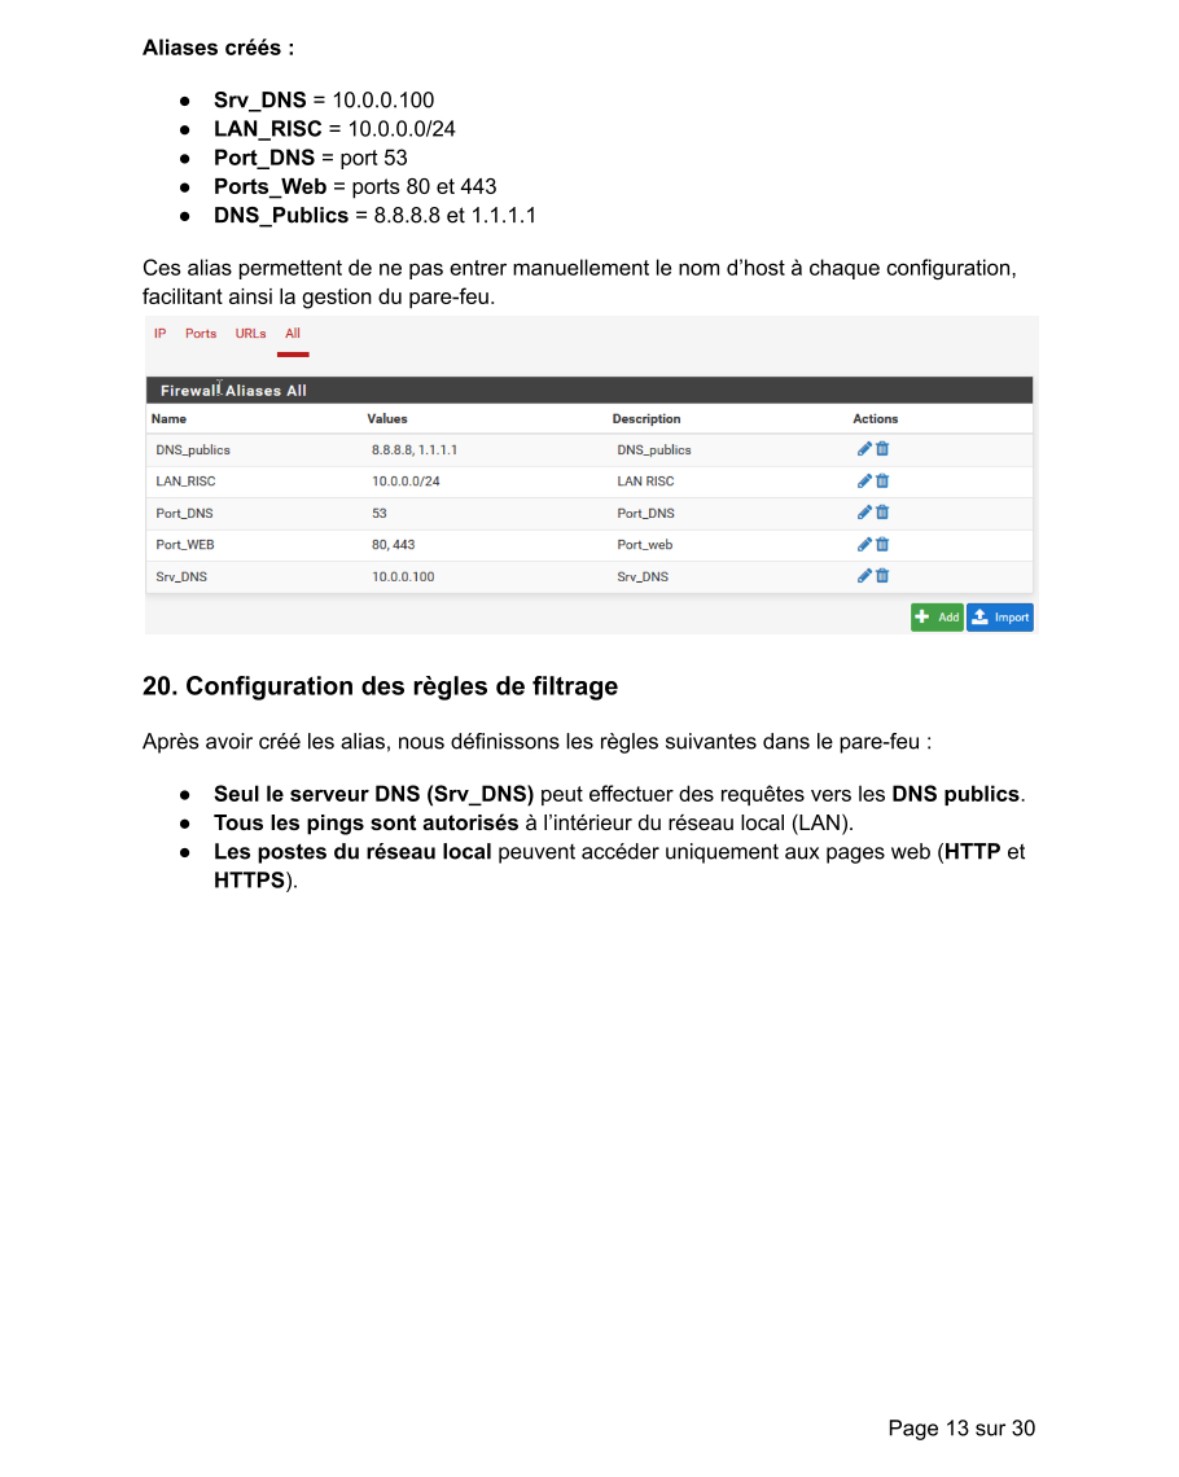 Aliases créés :
● Srv_DNS = 10.0.0.100
● LAN_RISC = 10.0.0.0/24
● Port_DNS = port 53
● Ports_Web = ports 80 et 443
● DNS_Publics = 8.8.8.8 et 1.1.1.1
Ces alias permettent de ne pas entrer manuellement le nom d’host à chaque configuration,
facilitant ainsi la gestion du pare-feu.
IP Ports URLs All
Firewall Aliases All
Name Values Description Actions
DNS_publics 8.8.8.8, 1.1.1.1 DNS_publics
LAN_RISC 10.0.0.0/24 LAN RISC
Port_DNS 53 Port_DNS
Port_WEB 80, 443 Port_web
Srv_DNS 10.0.0.100 Srv_DNS
Add Import
20. Configuration des règles de filtrage
Après avoir créé les alias, nous définissons les règles suivantes dans le pare-feu :
● Seul le serveur DNS (Srv_DNS) peut effectuer des requêtes vers les DNS publics.
● Tous les pings sont autorisés à l’intérieur du réseau local (LAN).
● Les postes du réseau local peuvent accéder uniquement aux pages web (HTTP et
HTTPS).
Page 13 sur 30